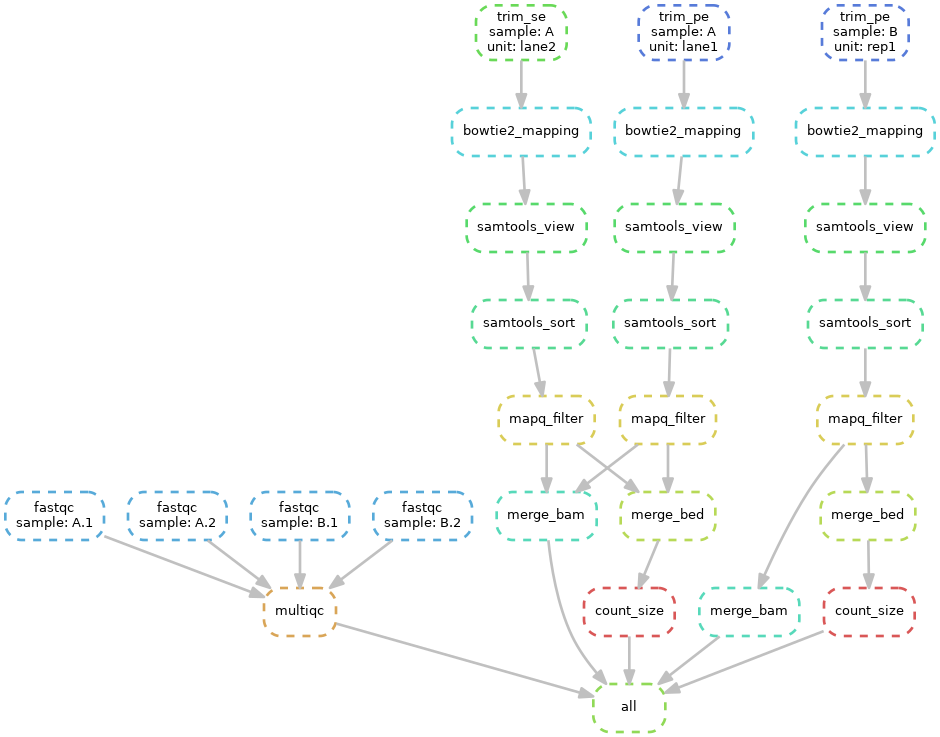 trim_se
sample: A
unit: lane2
trim_pe
sample: A
unit: lane1
trim_pe
sample: B
unit: rep1
bowtie2_mapping
bowtie2_mapping
bowtie2_mapping
samtools_view
samtools_view
samtools_view
samtools_sort
samtools_sort
samtools_sort
mapq_filter
mapq_filter
mapq_filter
fastqc
sample: A.1
fastqc
sample: A.2
fastqc
sample: B.1
fastqc
sample: B.2
merge_bam
merge_bed
merge_bed
multiqc
count_size
merge_bam
count_size
all